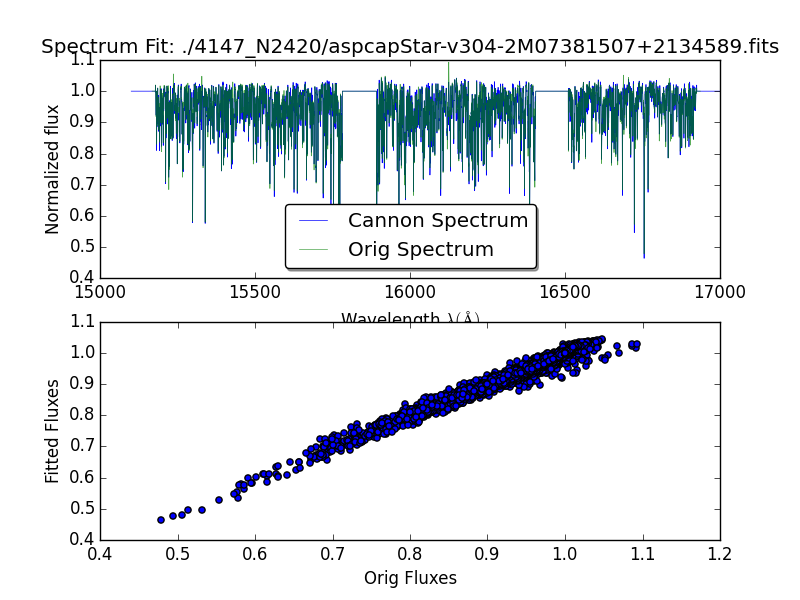 Spectrum Fit: ./4147_N2420/aspcapStar-v304-2M07381507+2134589.fits
1.1
1.0
0.9
0.8
0.7
0.6
0.5
0.4
Normalized flux
Cannon Spectrum
Orig Spectrum
15000 15500 16000 16500 17000
Wavelength λ(Å)
1.1
1.0
0.9
0.8
0.7
0.6
0.5
0.4
Fitted Fluxes
0.4 0.5 0.6 0.7 0.8 0.9 1.0 1.1 1.2
Orig Fluxes